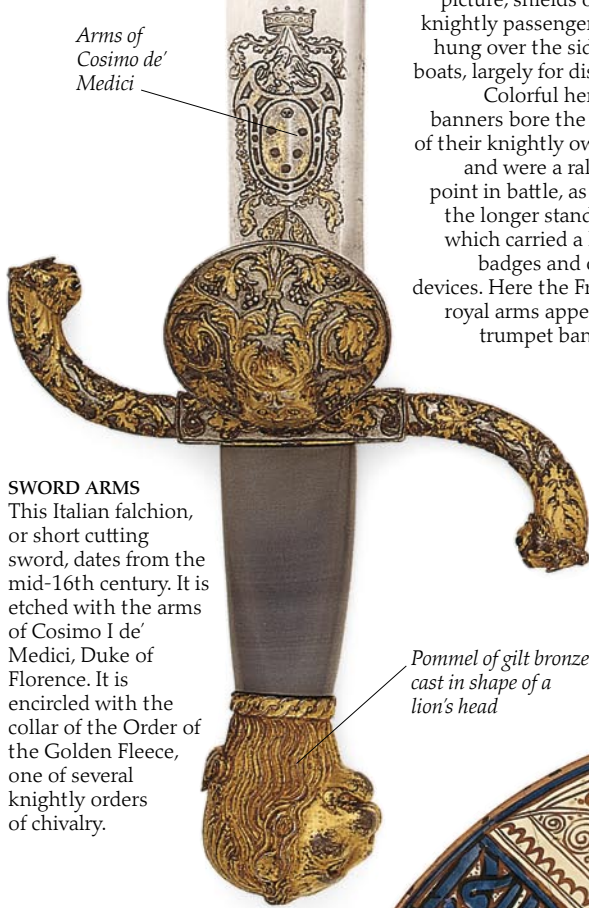 Arms of
Cosimo de′
Medici
picture, shields o
knightly passenger
hung over the sid
boats, largely for dis
Colorful her
banners bore the
of their knightly ow
and were a ral
point in battle, as
the longer stand
which carried a
badges and
devices. Here the Fr
royal arms appe
trumpet ban
SWORD ARMS
This Italian falchion,
or short cutting
sword, dates from the
mid-16th century. It is
etched with the arms
of Cosimo I de′
Medici, Duke of
Florence. It is
encircled with the
collar of the Order of
the Golden Fleece,
one of several
knightly orders
of chivalry.
Pommel of gilt bronze
cast in shape of a
lion's head